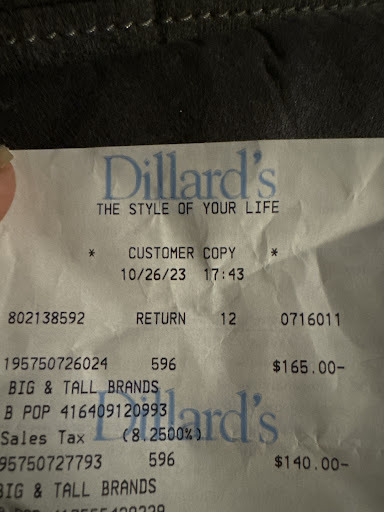 Dillard's
THE STYLE OF YOUR LIFE
* CUSTOMER COPY *
10/26/23 17:43
802138592 RETURN 12 0716011
195750726024 596 $165.00-
BIG & TALL BRANDS
B POP 416409120993
Dillard's
Sales Tax (8.2500%)
95750727793 596 $140.00-
BIG & TALL BRANDS